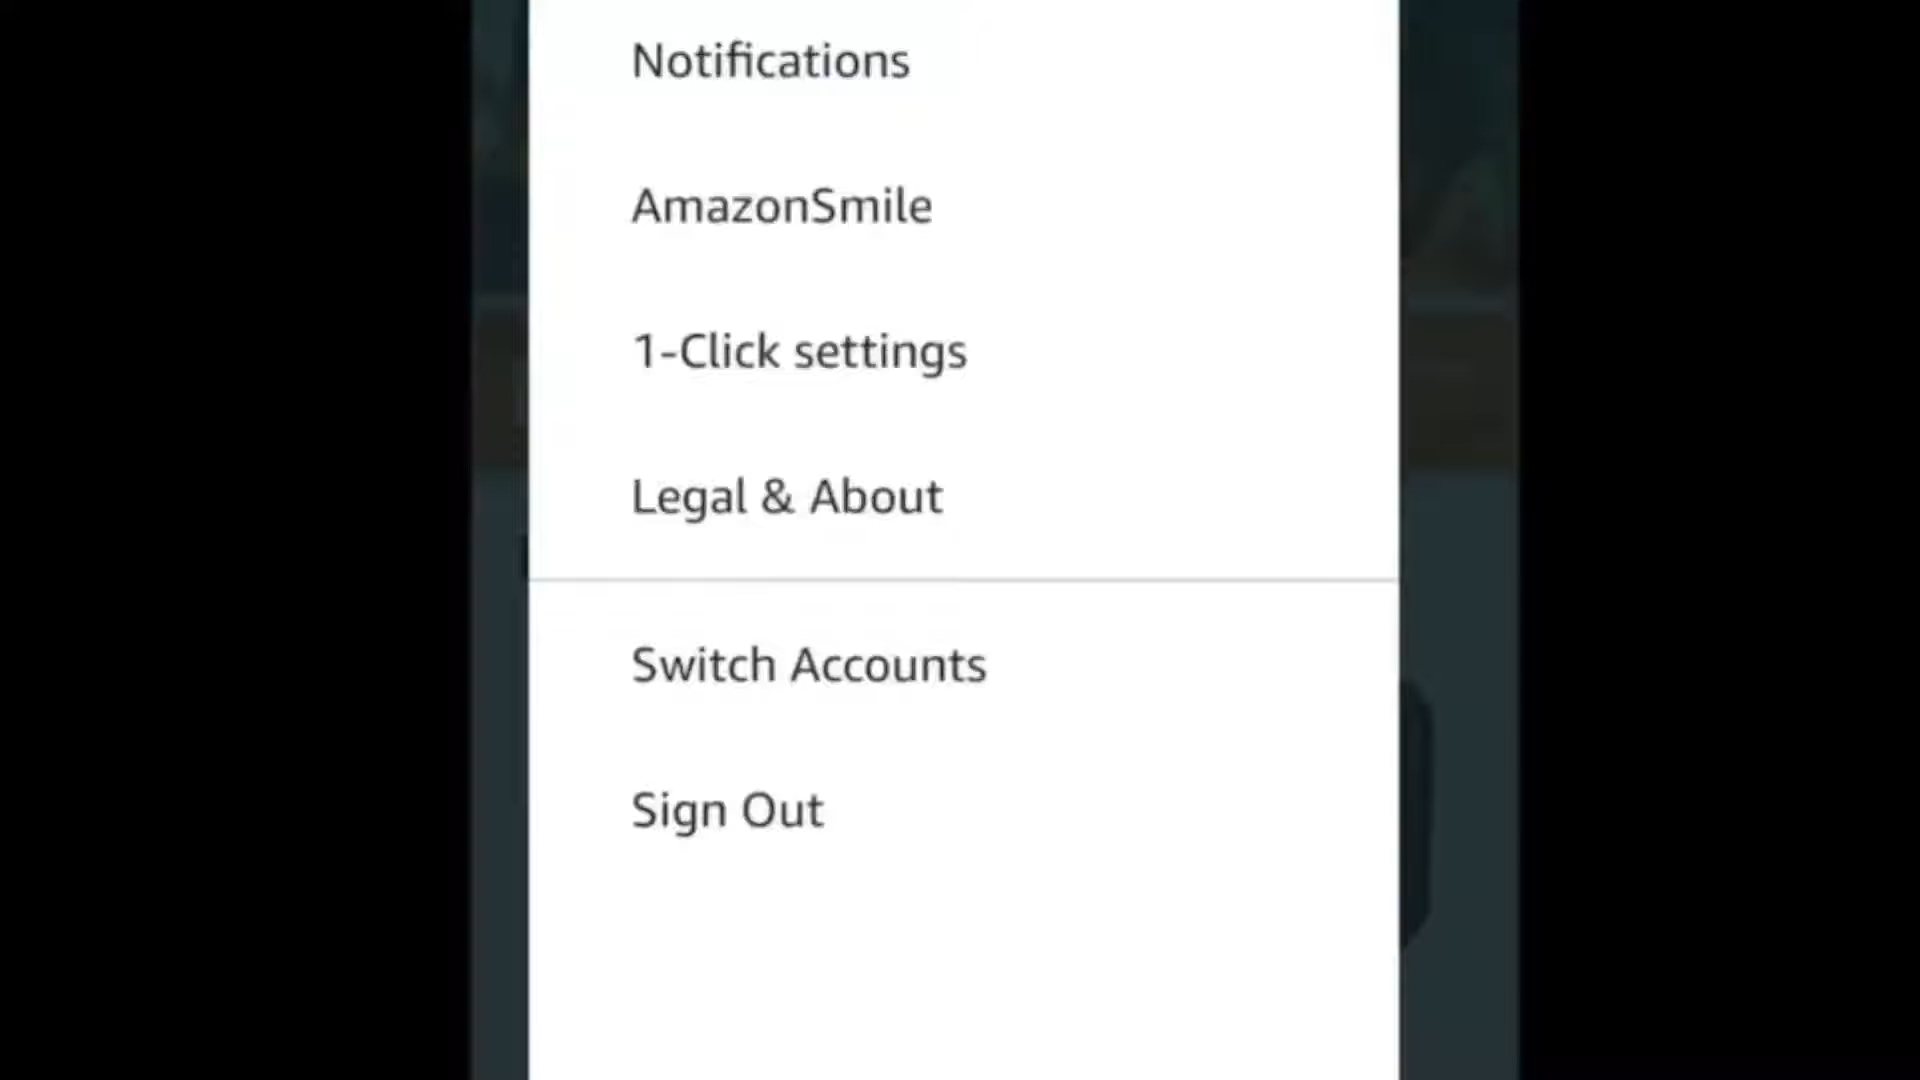 Notifications
AmazonSmile
1-Click settings
Legal & About
Switch Accounts
Sign Out